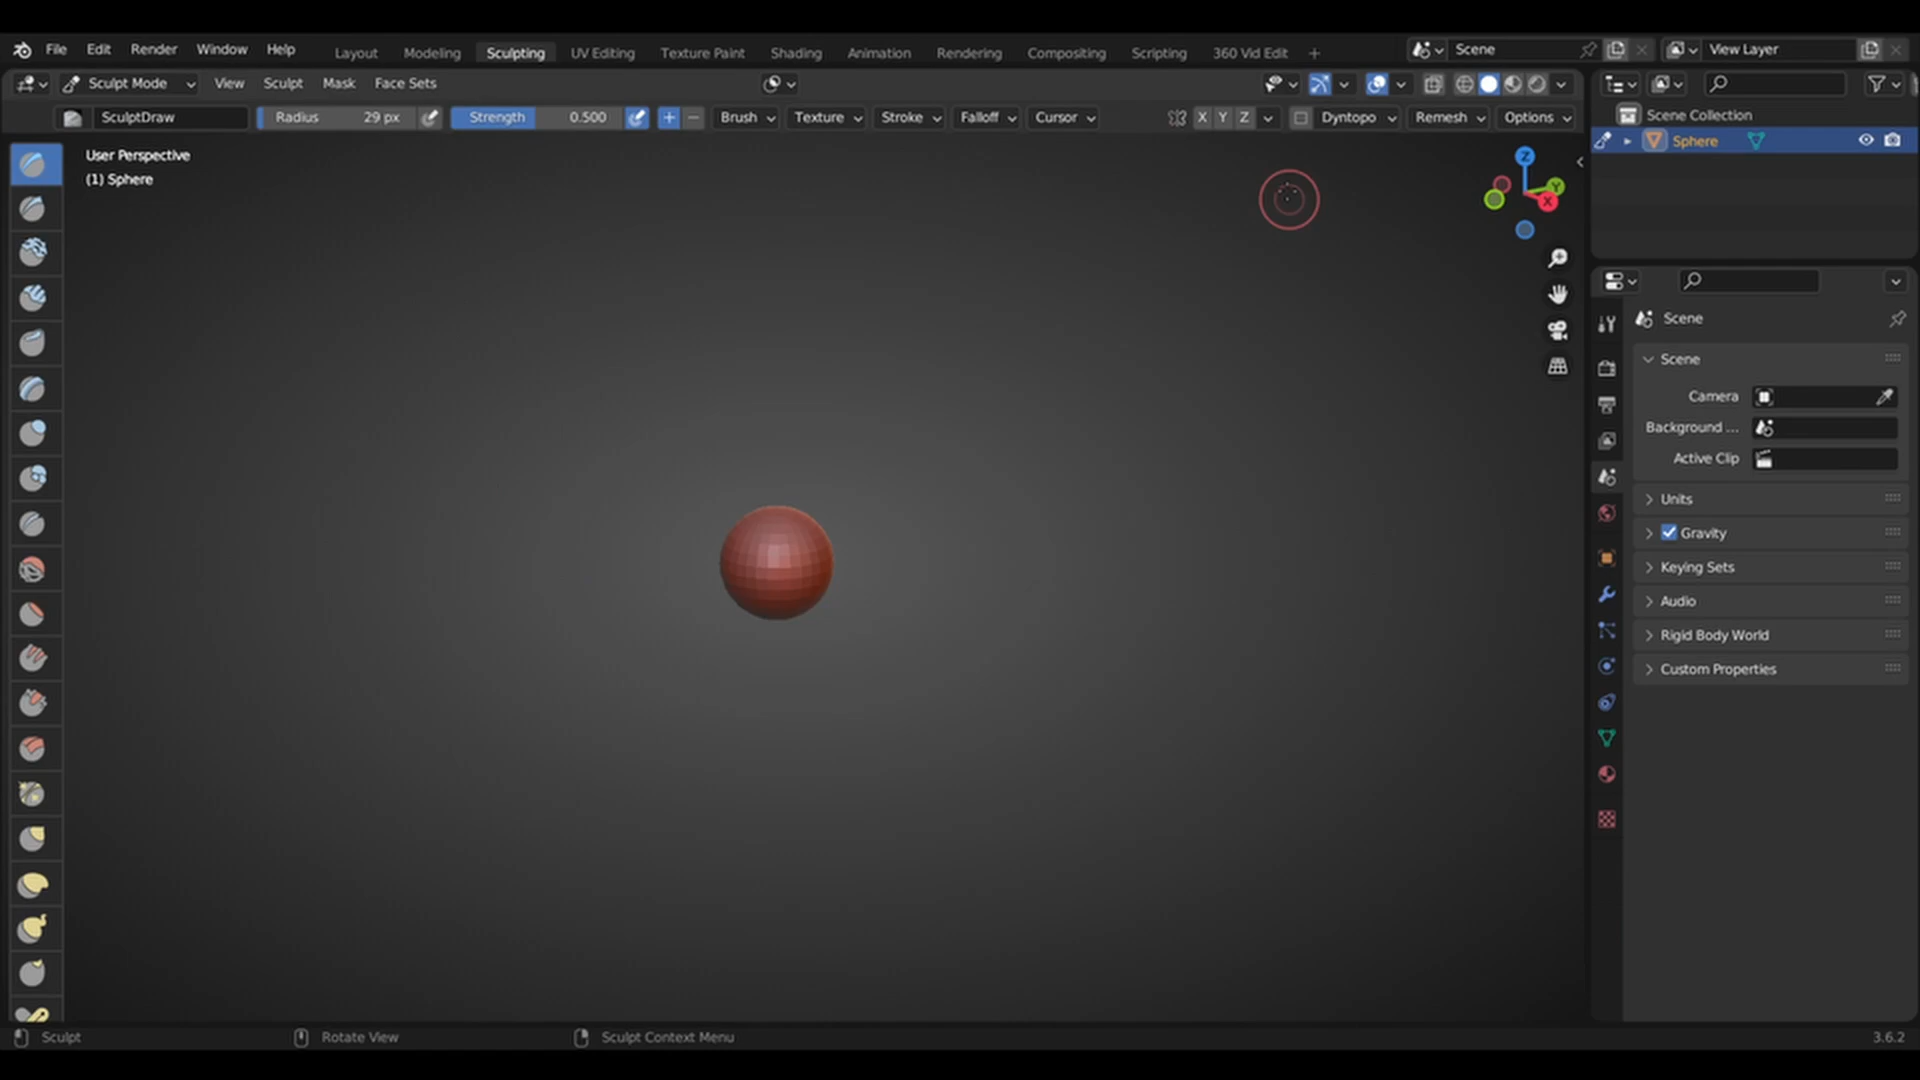 File Edit Render Window Help Layout Modeling Sculpting UV Editing Texture Paint Shading Animation Rendering Compositing Scripting 360 Vid Edit + Scene View Layer
Sculpt Mode View Sculpt Mask Face Sets
SculptDraw Radius 29 px Strength 0.500 Brush Texture Stroke Falloff Cursor X Y Z Dyntopo Remesh Options
Scene Collection
Sphere
User Perspective
(1) Sphere
Z
Y
X
Scene
Scene
Camera
Background ...
Active Clip
Units
Gravity
Keying Sets
Audio
Rigid Body World
Custom Properties
Sculpt Rotate View Sculpt Context Menu 3.6.2